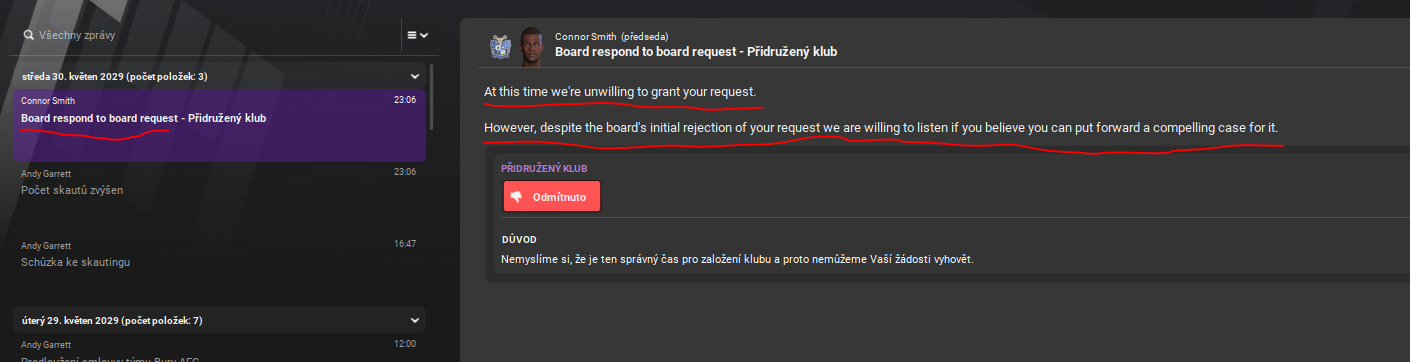 Všechny zprávy
středa 30. květen 2029 (počet položek: 3)
Connor Smith 23:06
Board respond to board request - Přidružený klub
Andy Garrett 23:06
Počet skautů zvýšen
Andy Garrett 16:47
Schůzka ke skautingu
úterý 29. květen 2029 (počet položek: 7)
Andy Garrett 12:00
Prodloužení smlouvy týmu Bury AFC
Connor Smith (předseda)
Board respond to board request - Přidružený klub
At this time we're unwilling to grant your request.
However, despite the board's initial rejection of your request we are willing to listen if you believe you can put forward a compelling case for it.
PŘIDRUŽENÝ KLUB
Odmítnuto
DŮVOD
Nemyslíme si, že je ten správný čas pro založení klubu a proto nemůžeme Vaší žádosti vyhovět.